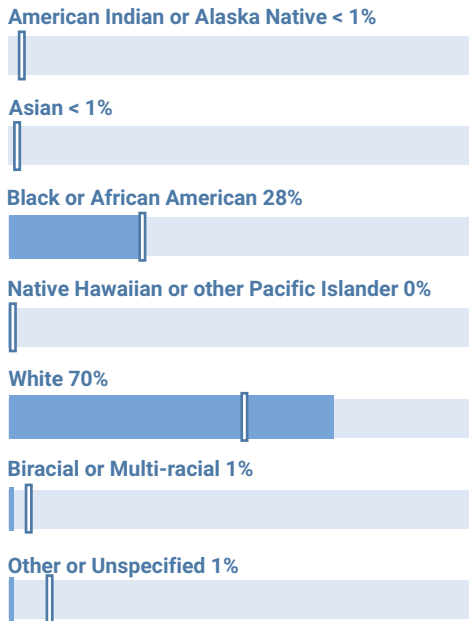 American Indian or Alaska Native < 1%
Asian < 1%
Black or African American 28%
Native Hawaiian or other Pacific Islander 0%
White 70%
Biracial or Multi-racial 1%
Other or Unspecified 1%